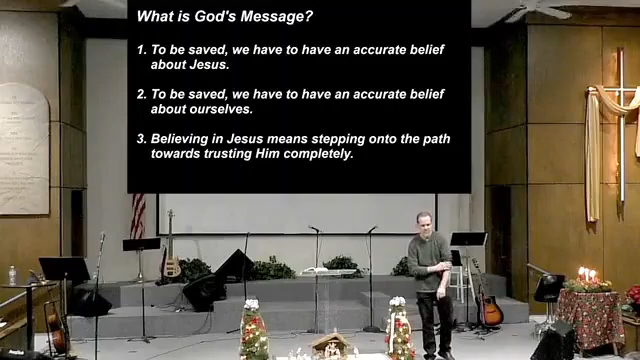 What is God's Message?
1. To be saved, we have to have an accurate belief
about Jesus.
2. To be saved, we have to have an accurate belief
about ourselves.
3. Believing in Jesus means stepping onto the path
towards trusting Him completely.